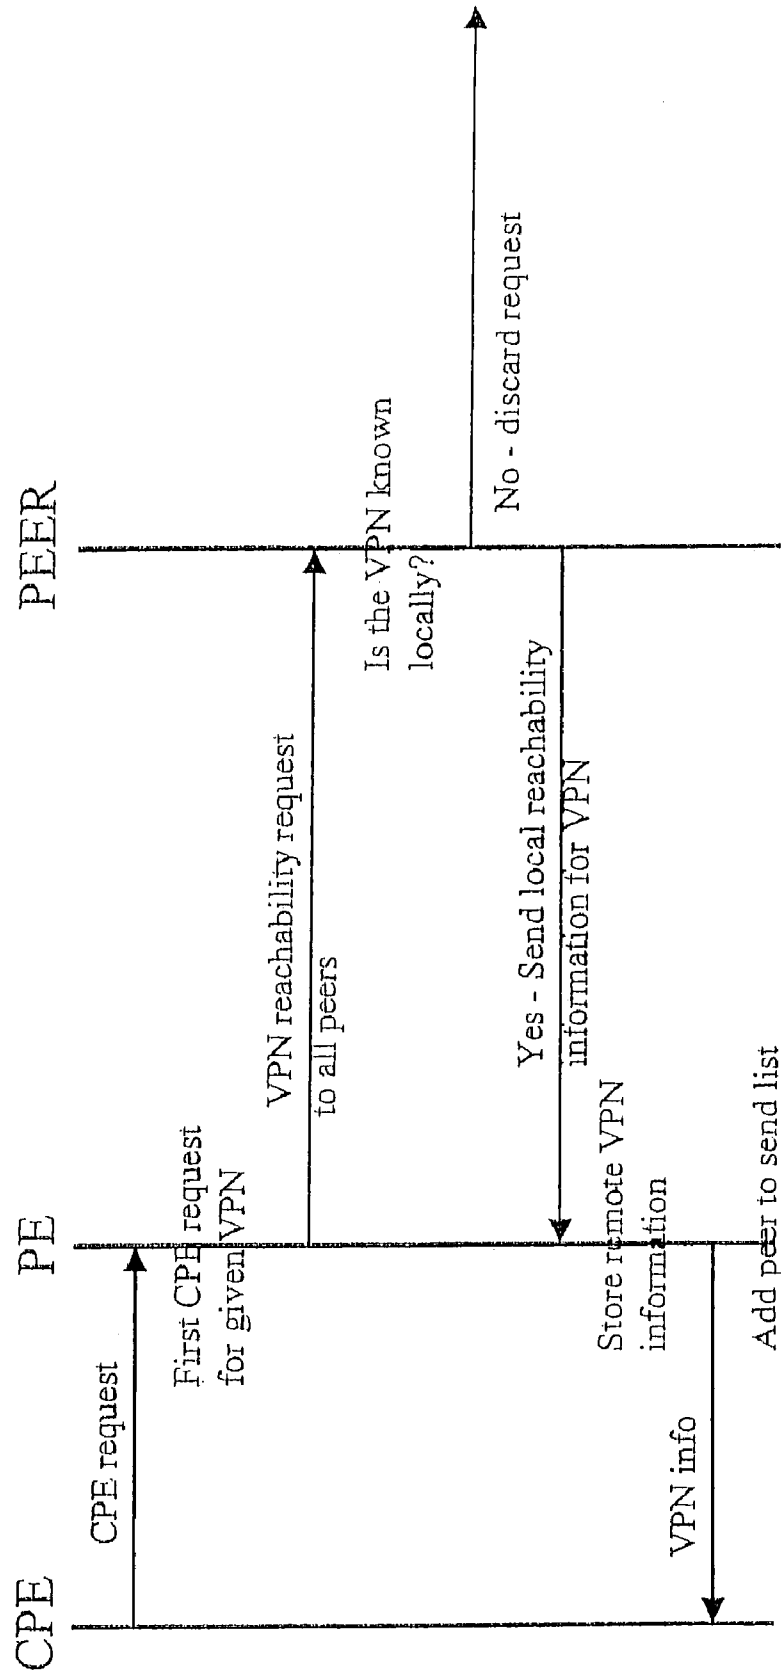 CPE
PE
PEER
CPE request
First CPE request
for given VPN
VPN reachability request
to all peers
Is the VPN known
locally?
No - discard request
Yes - Send local reachability
information for VPN
Store remote VPN
information
VPN info
Add peer to send list